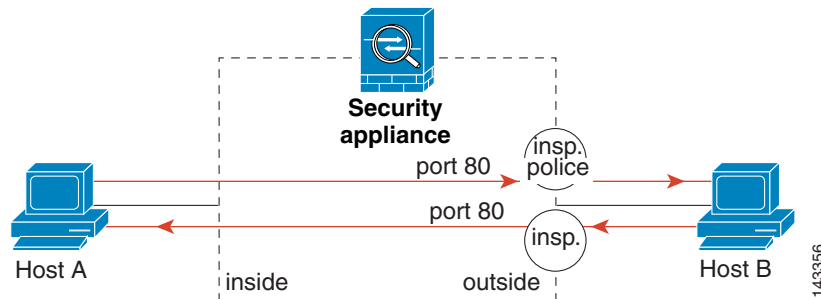 Security
appliance
insp.
police
port 80
port 80
insp.
Host A
inside
outside
Host B
143356